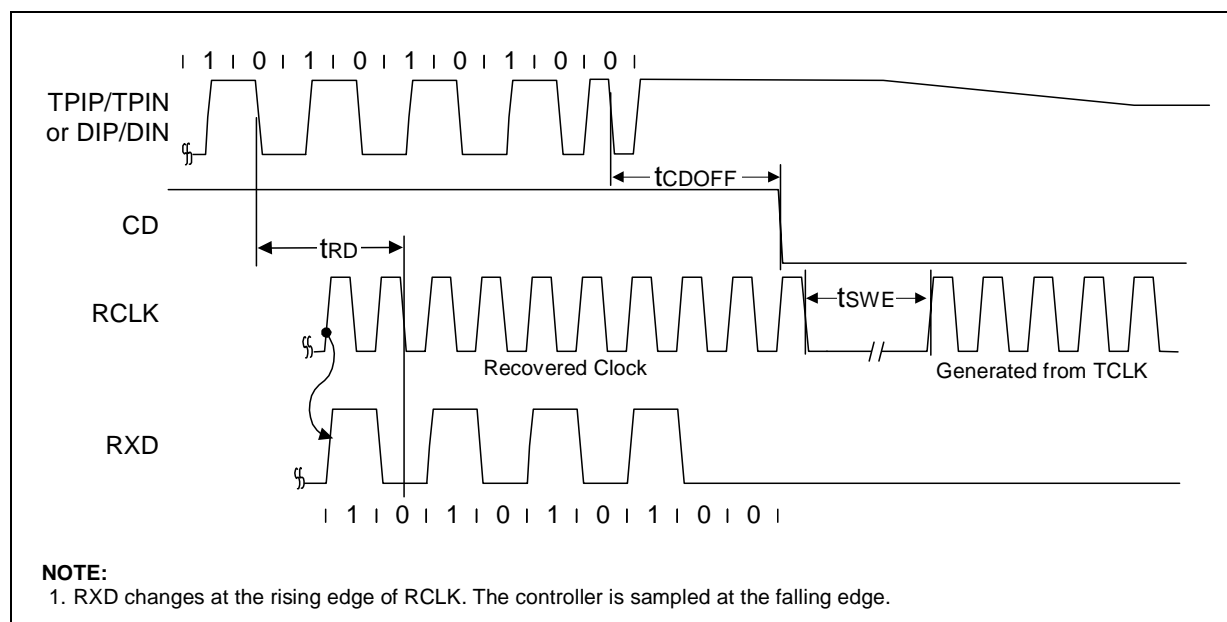 1 0 1 0 1 0 1 0 0
TPIP/TPIN
or DIP/DIN
tCDOFF
CD
tRD
RCLK
tSWE
Recovered Clock
Generated from TCLK
RXD
1 0 1 0 1 0 1 0 0
NOTE:
1. RXD changes at the rising edge of RCLK. The controller is sampled at the falling edge.